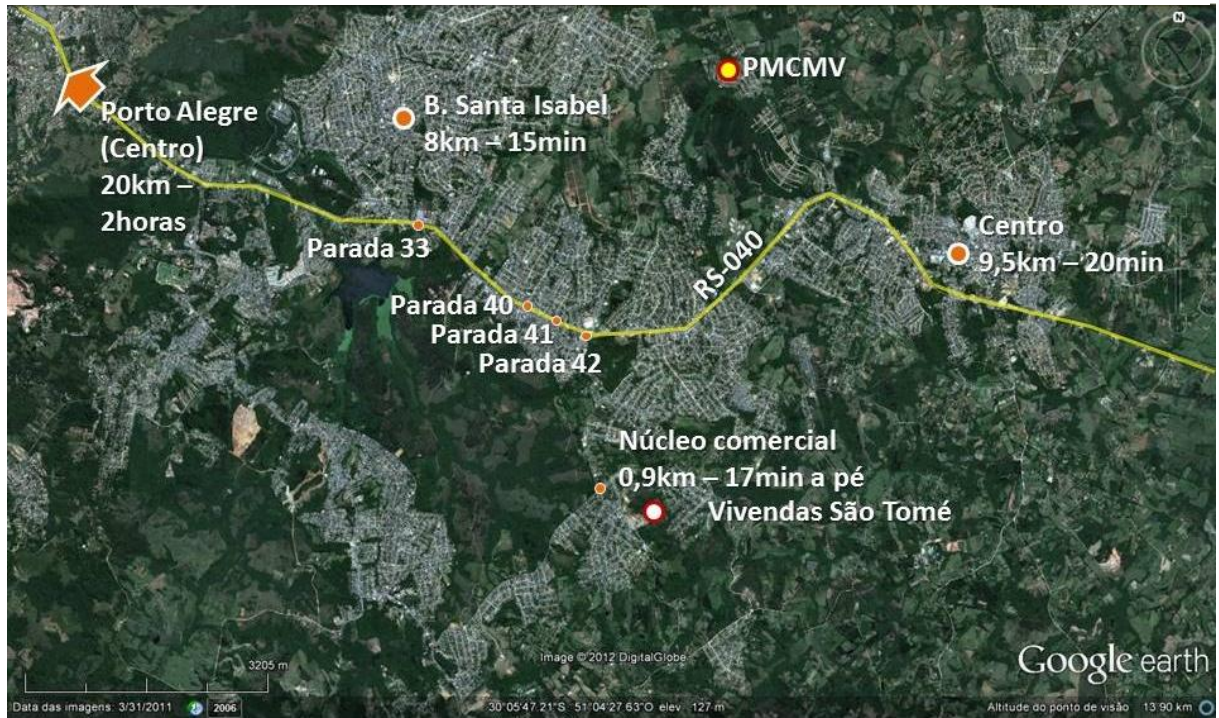 N
PMCMV
Porto Alegre
(Centro)
20km –
2horas
B. Santa Isabel
8km – 15min
Parada 33
Centro
9,5km – 20min
RS-040
Parada 40
Parada 41
Parada 42
Núcleo comercial
0,9km – 17min a pé
Vivendas São Tomé
3205 m
Image © 2012 DigitalGlobe
Google earth
Data das imagens: 3/31/2011
2006
30°05'47.21"S 51°04'27.63"O elev 127 m
Altitude do ponto de visão 13.90 km